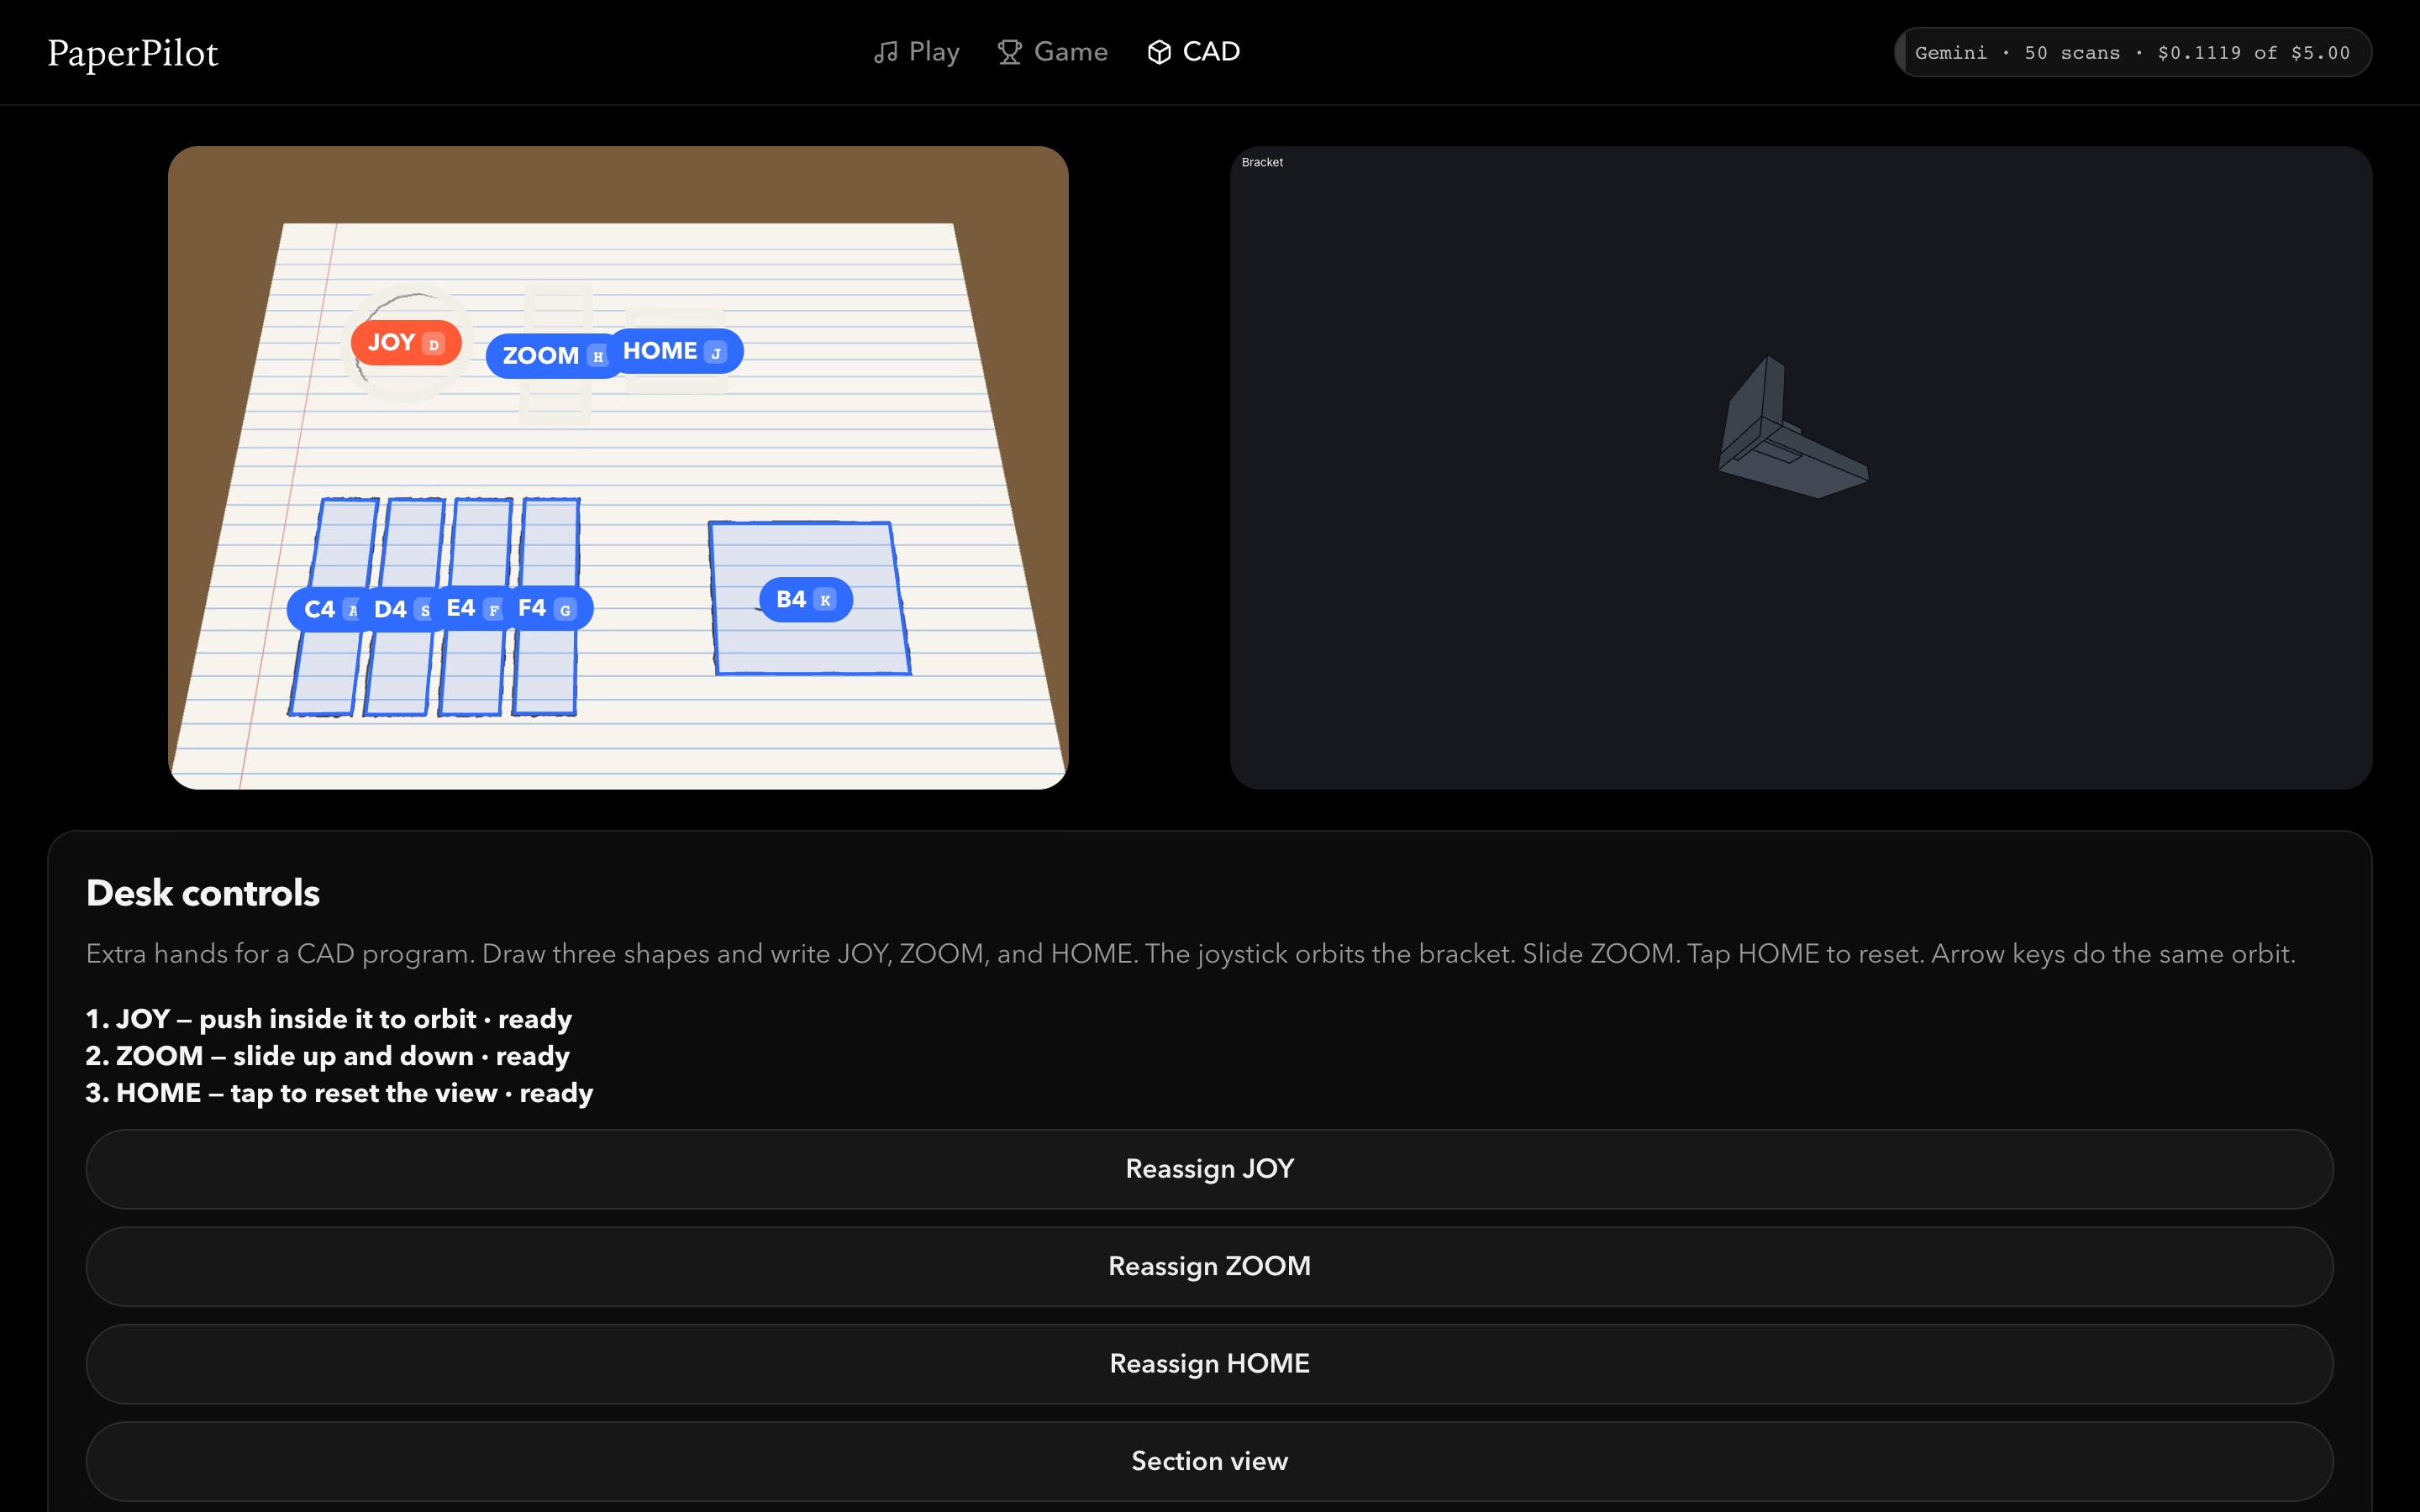 PaperPilot
Play
Game
CAD
Gemini · 50 scans · $0.1119 of $5.00
Bracket
JOY D
ZOOM H
HOME J
C4 A
D4 S
E4 F
F4 G
B4 K
Desk controls
Extra hands for a CAD program. Draw three shapes and write JOY, ZOOM, and HOME. The joystick orbits the bracket. Slide ZOOM. Tap HOME to reset. Arrow keys do the same orbit.
1. JOY – push inside it to orbit · ready
2. ZOOM – slide up and down · ready
3. HOME – tap to reset the view · ready
Reassign JOY
Reassign ZOOM
Reassign HOME
Section view